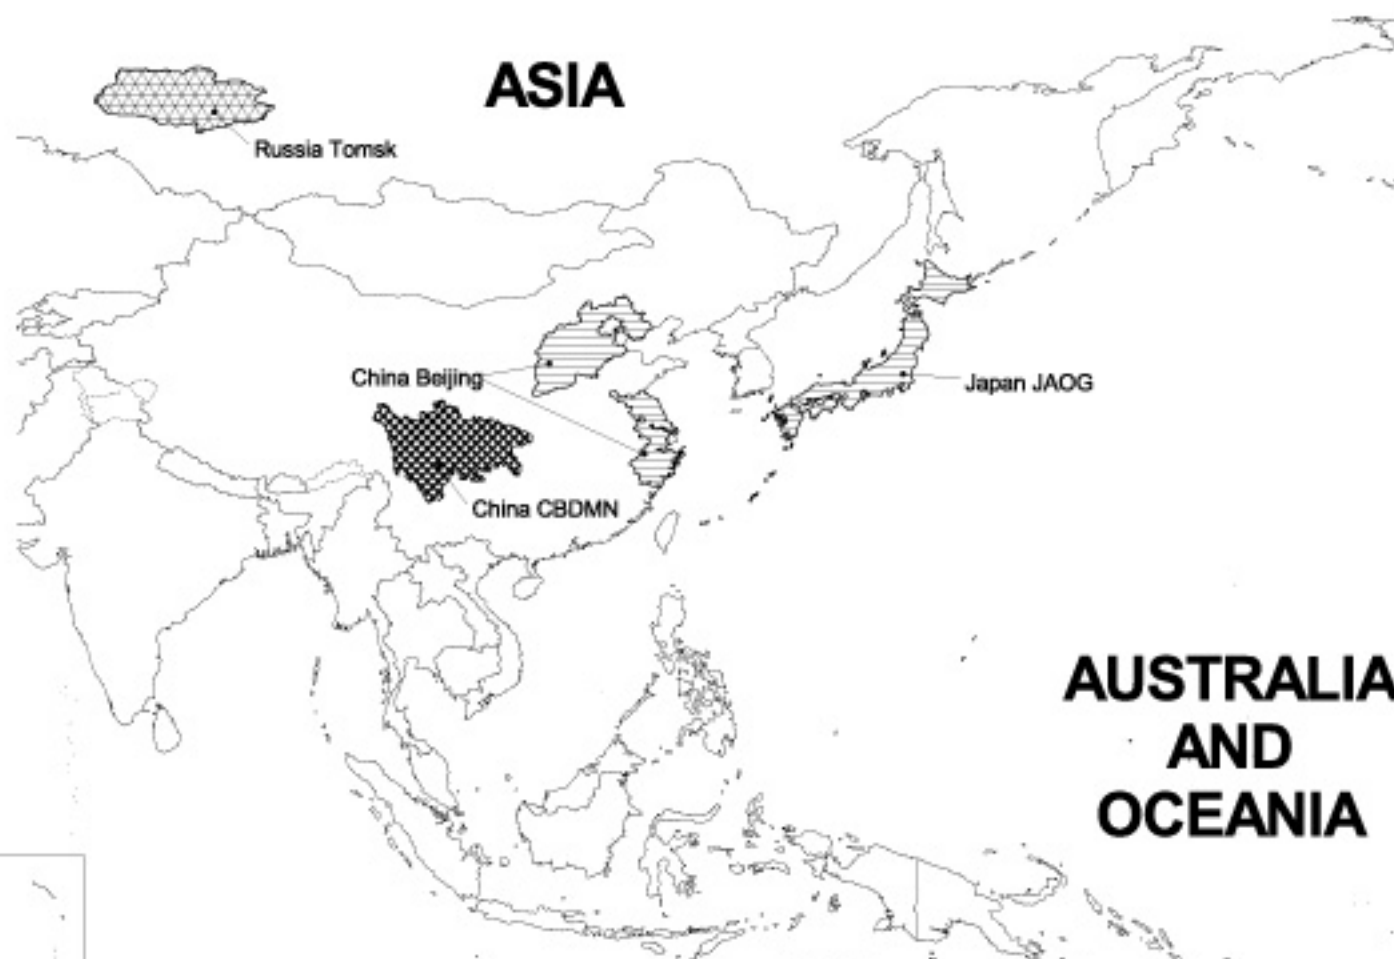 ASIA
Russia Tomsk
China Beijing
Japan JAOG
China CBDMN
AUSTRALIA
AND
OCEANIA